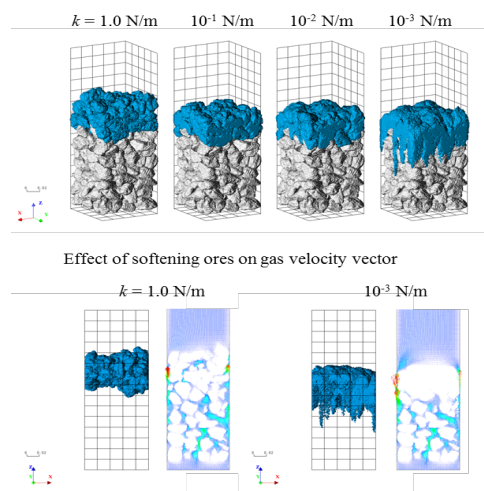 k = 1.0 N/m 10-1 N/m 10-2 N/m 10-3 N/m
Effect of softening ores on gas velocity vector
k = 1.0 N/m 10-3 N/m